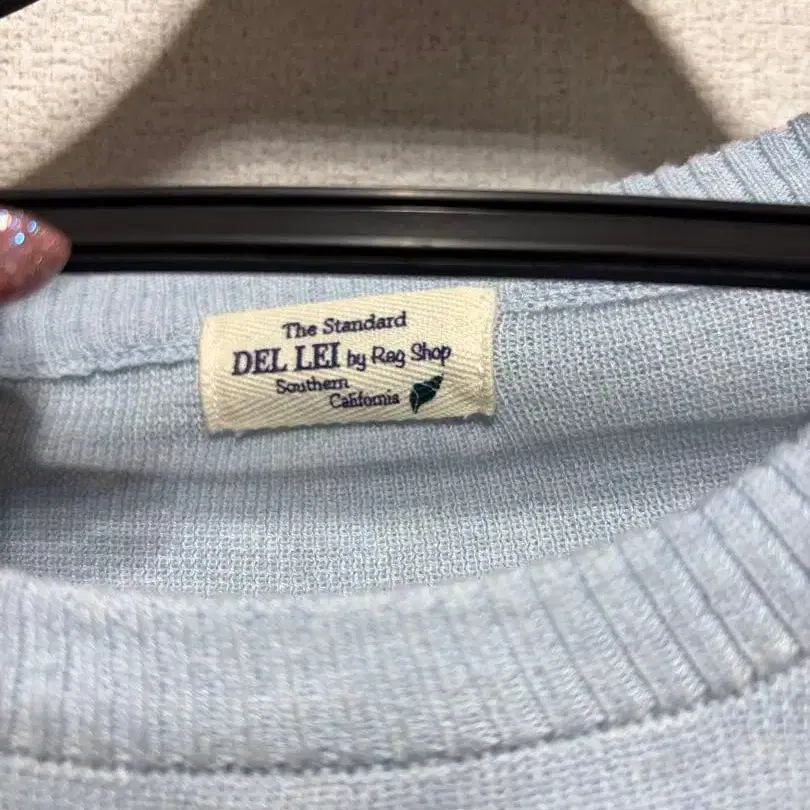 The Standard
DEL LEI by Rag Shop
Southern
California